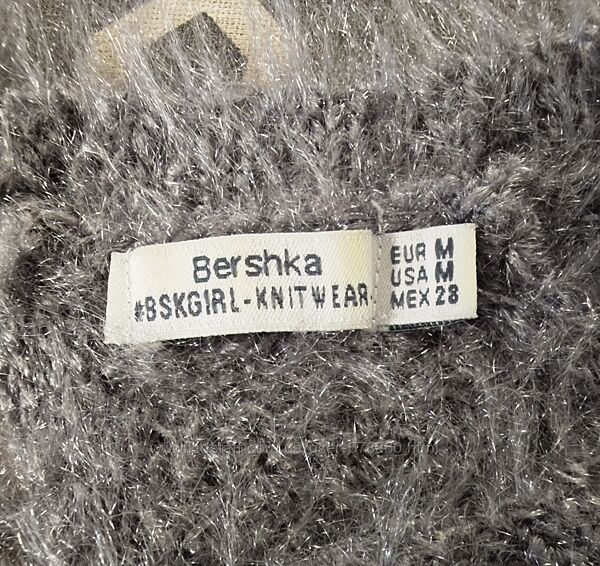 Bershka
#BSKGIRL-KNITWEAR
EUR M
USA M
MEX 28